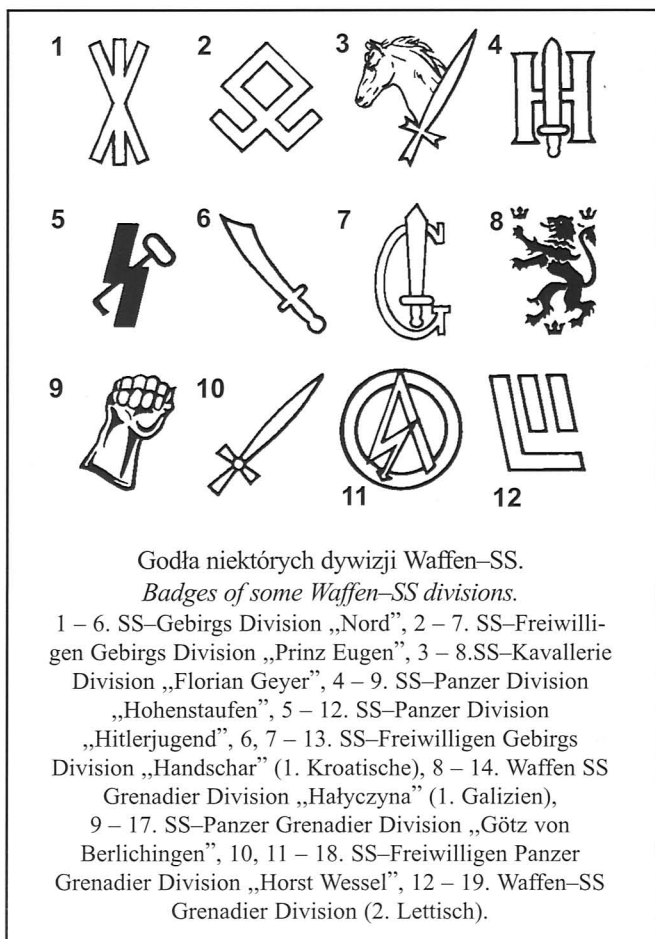 1 2 3 4
5 6 7 8
9 10 11 12
Godła niektórych dywizji Waffen–SS.
Badges of some Waffen–SS divisions.
1 – 6. SS–Gebirgs Division „Nord”, 2 – 7. SS–Freiwilli-
gen Gebirgs Division „Prinz Eugen”, 3 – 8.SS–Kavallerie
Division „Florian Geyer”, 4 – 9. SS–Panzer Division
„Hohenstaufen”, 5 – 12. SS–Panzer Division
„Hitlerjugend”, 6, 7 – 13. SS–Freiwilligen Gebirgs
Division „Handschar” (1. Kroatische), 8 – 14. Waffen SS
Grenadier Division „Hałyczyna” (1. Galizien),
9 – 17. SS–Panzer Grenadier Division „Götz von
Berlichingen”, 10, 11 – 18. SS–Freiwilligen Panzer
Grenadier Division „Horst Wessel”, 12 – 19. Waffen–SS
Grenadier Division (2. Lettisch).